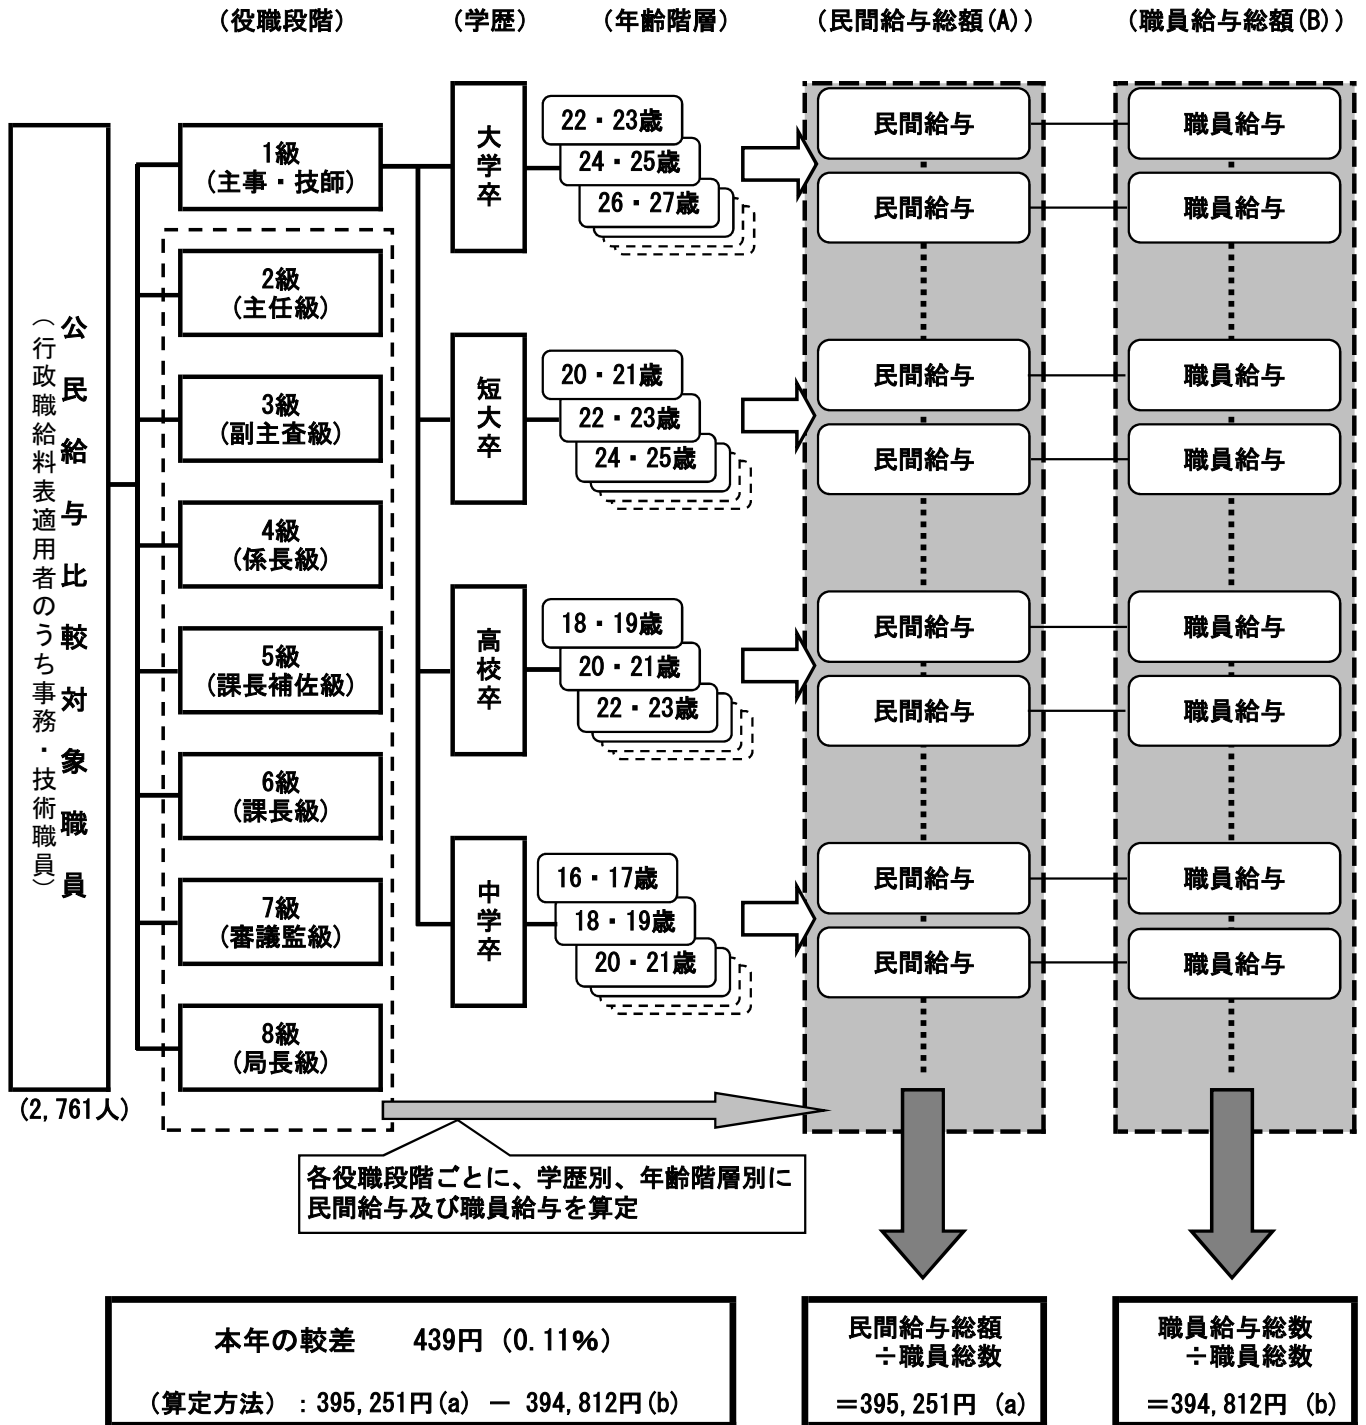 (役職段階)
(学歴)
(年齢階層)
(民間給与総額(A))
(職員給与総額(B))
公民給与比較対象職員
(行政職給料表適用者のうち事務・技術職員)
(2,761人)
1級
(主事・技師)
2級
(主任級)
3級
(副主査級)
4級
(係長級)
5級
(課長補佐級)
6級
(課長級)
7級
(審議監級)
8級
(局長級)
大学卒
22・23歳
24・25歳
26・27歳
民間給与
職員給与
民間給与
職員給与
短大卒
20・21歳
22・23歳
24・25歳
民間給与
職員給与
民間給与
職員給与
高校卒
18・19歳
20・21歳
22・23歳
民間給与
職員給与
民間給与
職員給与
中学卒
16・17歳
18・19歳
20・21歳
民間給与
職員給与
民間給与
職員給与
各役職段階ごとに、学歴別、年齢階層別に
民間給与及び職員給与を算定
本年の較差 439円 (0.11%)
(算定方法) : 395,251円(a) － 394,812円(b)
民間給与総額
÷職員総数
＝395,251円 (a)
職員給与総数
÷職員総数
＝394,812円 (b)